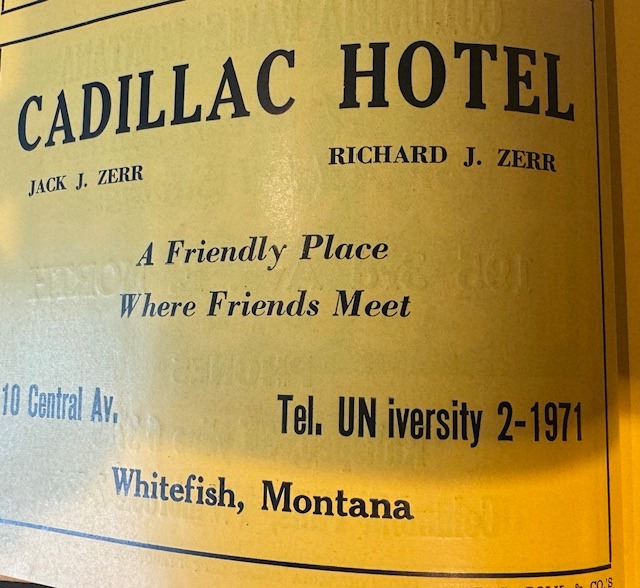 CADILLAC HOTEL
JACK J. ZERR RICHARD J. ZERR
A Friendly Place
Where Friends Meet
10 Central Av. Tel. UN iversity 2-1971
Whitefish, Montana
& CO.'S